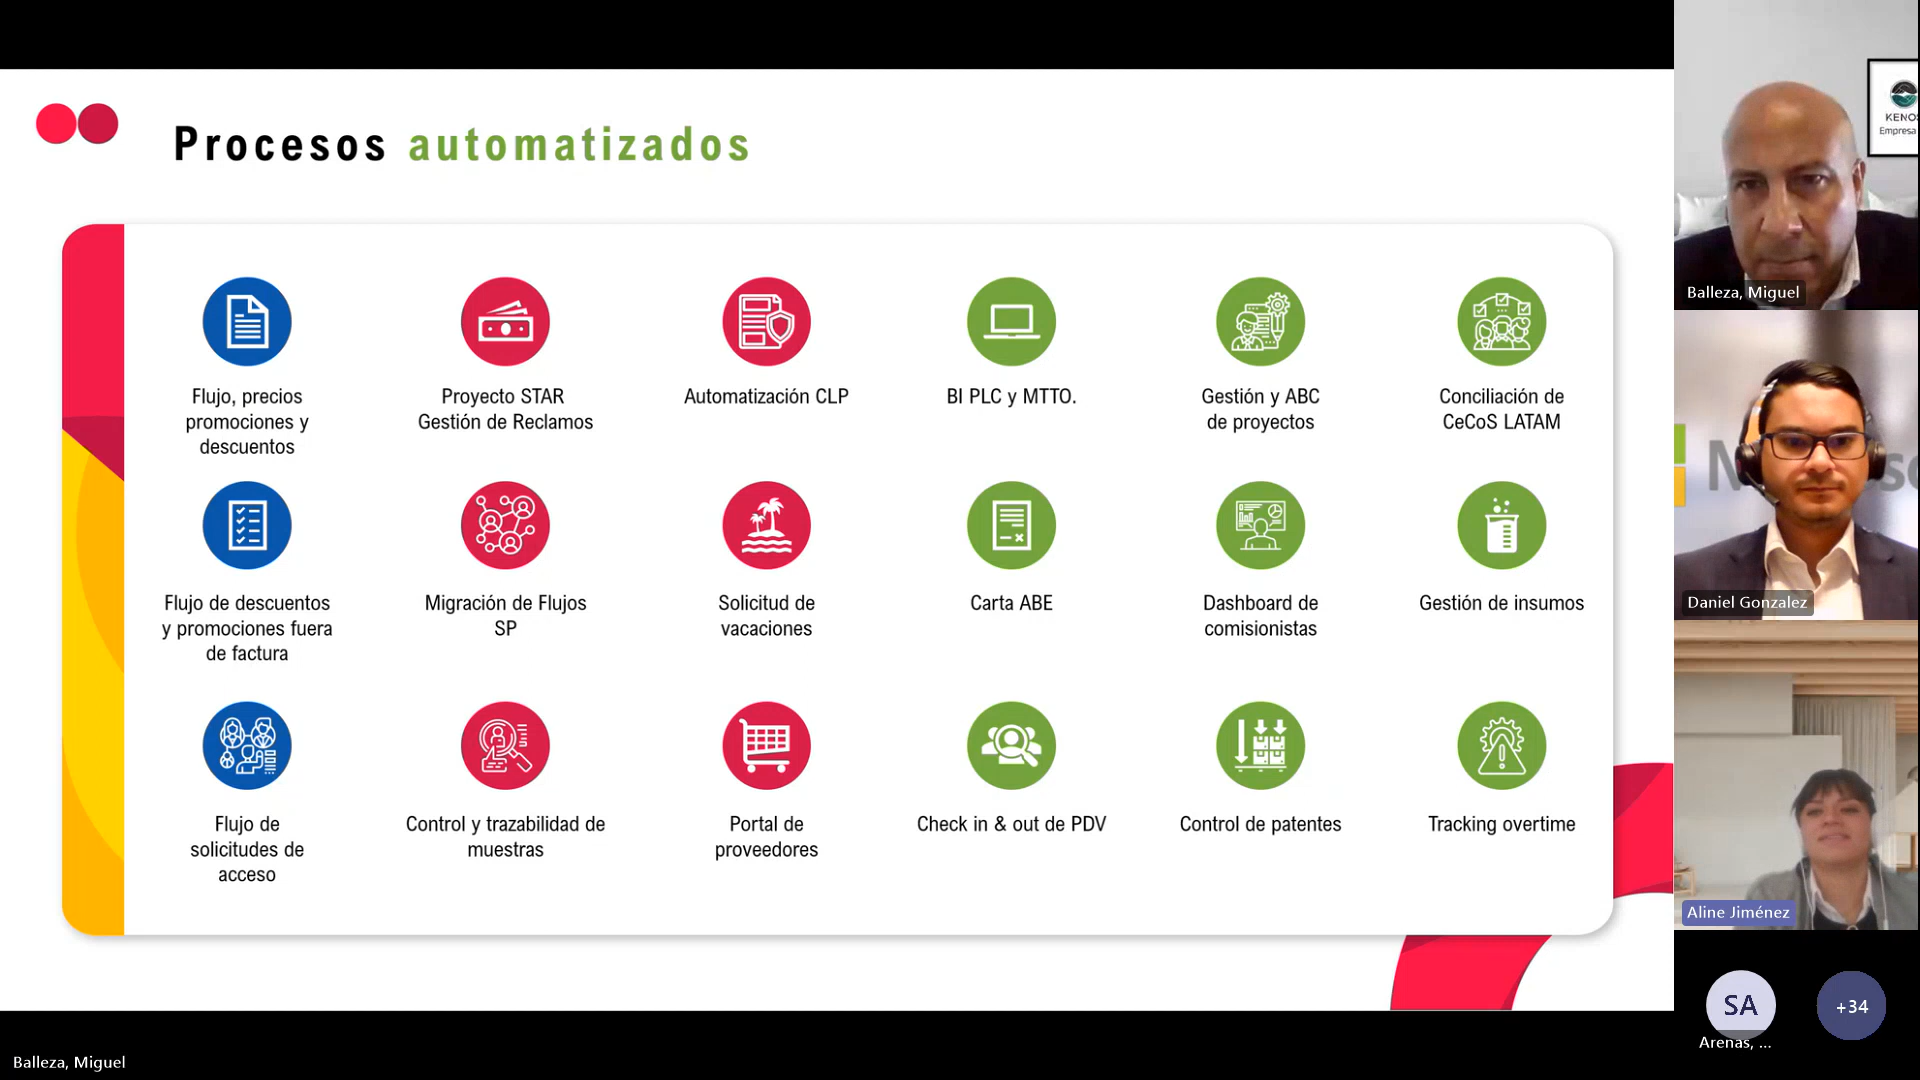 Procesos automatizados
Flujo, precios
promociones y
descuentos
Proyecto STAR
Gestión de Reclamos
Automatización CLP
BI PLC y MTTO.
Gestión y ABC
de proyectos
Conciliación de
CeCoS LATAM
Flujo de descuentos
y promociones fuera
de factura
Migración de Flujos
SP
Solicitud de
vacaciones
Carta ABE
Dashboard de
comisionistas
Gestión de insumos
Flujo de
solicitudes de
acceso
Control y trazabilidad de
muestras
Portal de
proveedores
Check in & out de PDV
Control de patentes
Tracking overtime
Balleza, Miguel
KENO
Empresa
Balleza, Miguel
Daniel Gonzalez
Aline Jiménez
SA
Arenas, ...
+34